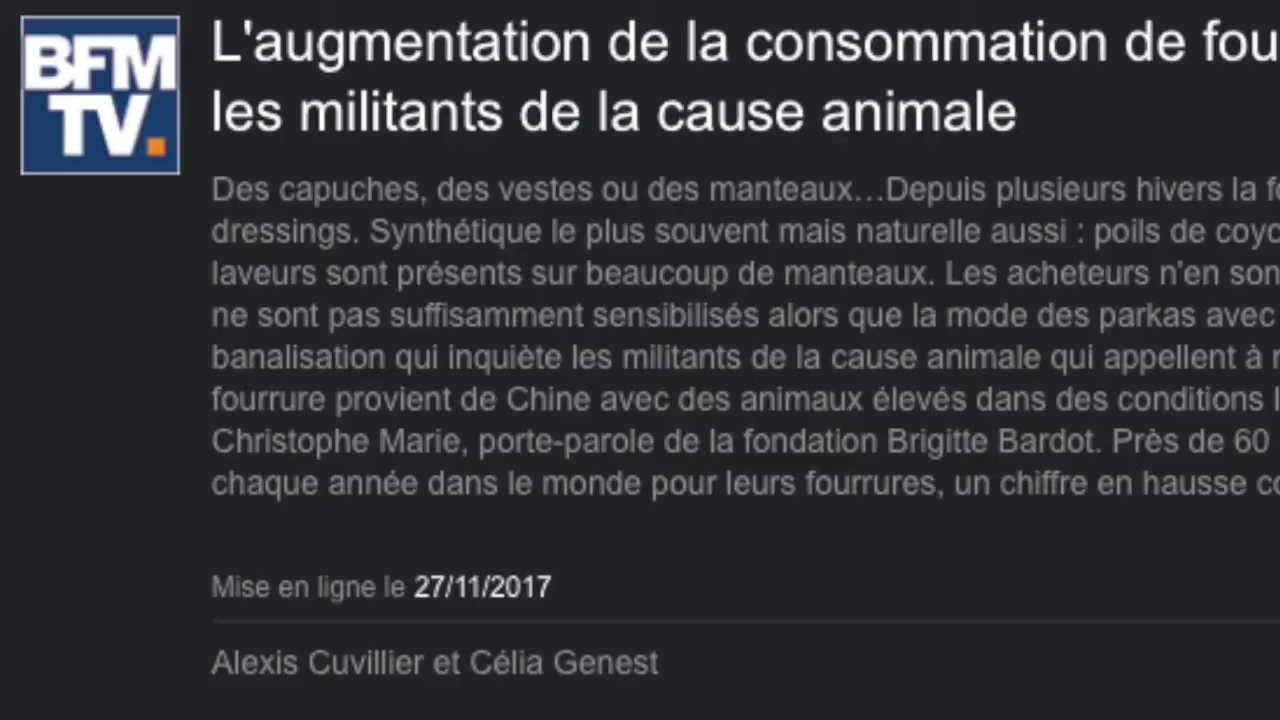 BFM
TV.
L'augmentation de la consommation de fou
les militants de la cause animale
Des capuches, des vestes ou des manteaux…Depuis plusieurs hivers la f
dressings. Synthétique le plus souvent mais naturelle aussi : poils de coyo
laveurs sont présents sur beaucoup de manteaux. Les acheteurs n'en son
ne sont pas suffisamment sensibilisés alors que la mode des parkas avec
banalisation qui inquiète les militants de la cause animale qui appellent à
fourrure provient de Chine avec des animaux élevés dans des conditions
Christophe Marie, porte-parole de la fondation Brigitte Bardot. Près de 60
chaque année dans le monde pour leurs fourrures, un chiffre en hausse co
Mise en ligne le 27/11/2017
Alexis Cuvillier et Célia Genest